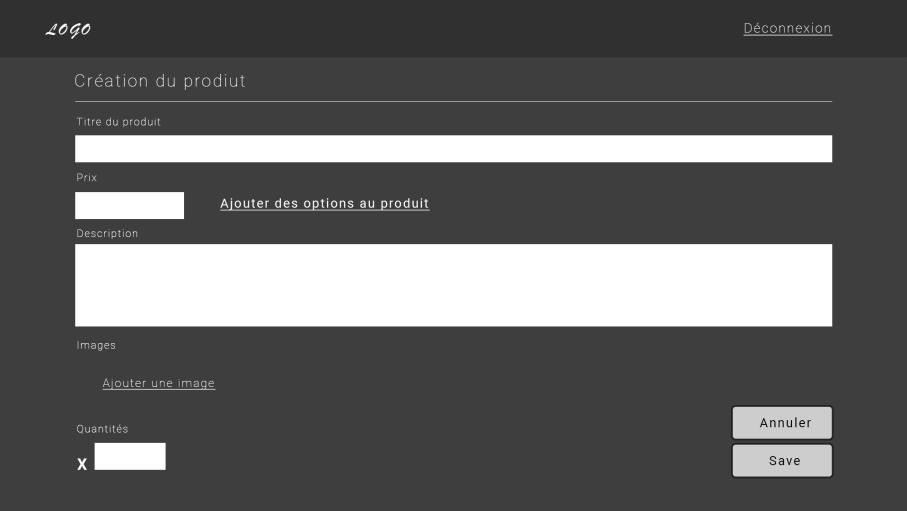 LOGO
Déconnexion
Création du prodiut
Titre du produit
Prix
Ajouter des options au produit
Description
Images
Ajouter une image
Quantités
X
Annuler
Save